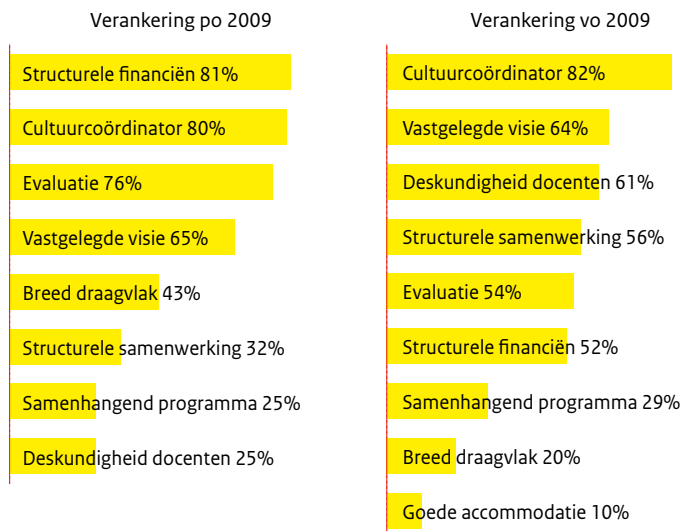 Verankering po 2009
Structurele financiën 81%
Cultuurcoördinator 80%
Evaluatie 76%
Vastgelegde visie 65%
Breed draagvlak 43%
Structurele samenwerking 32%
Samenhangend programma 25%
Deskundigheid docenten 25%
Verankering vo 2009
Cultuurcoördinator 82%
Vastgelegde visie 64%
Deskundigheid docenten 61%
Structurele samenwerking 56%
Evaluatie 54%
Structurele financiën 52%
Samenhangend programma 29%
Breed draagvlak 20%
Goede accommodatie 10%